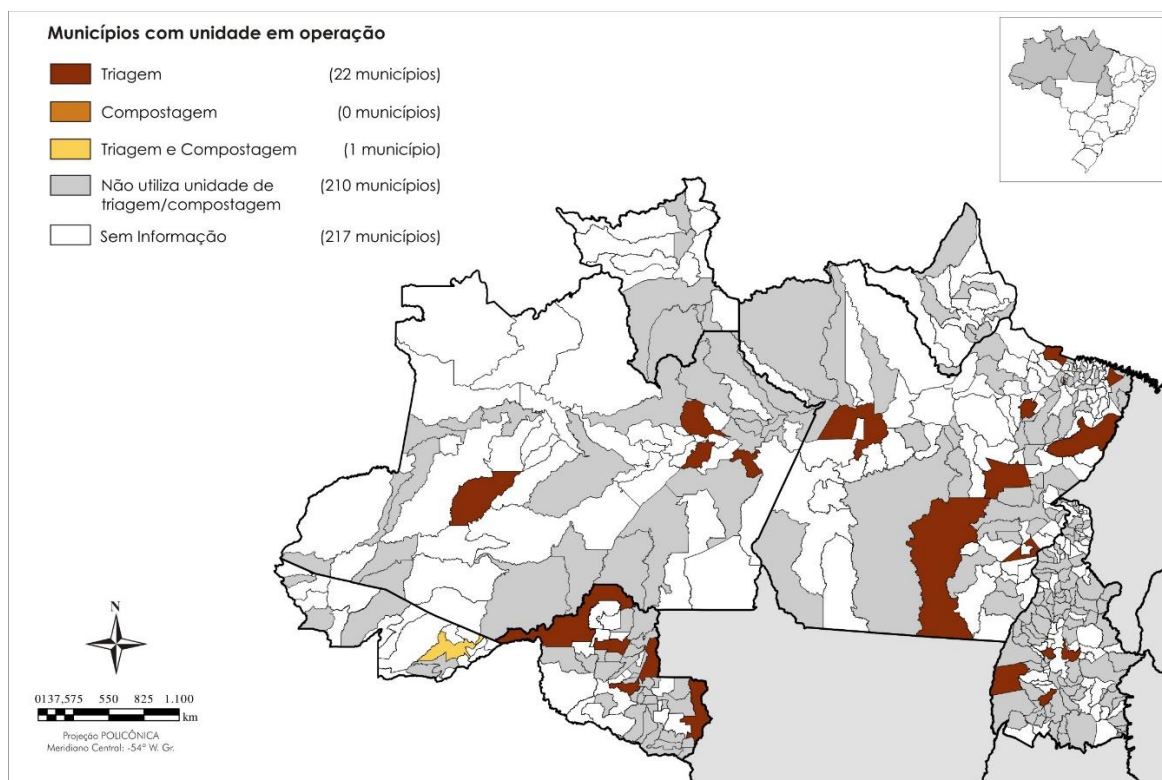 Municípios com unidade em operação
Triagem (22 municípios)
Compostagem (0 municípios)
Triagem e Compostagem (1 município)
Não utiliza unidade de (210 municípios)
triagem/compostagem
Sem Informação (217 municípios)
N
0137,575 550 825 1.100
km
Projeção POLICÔNICA
Meridiano Central: -54° W. Gr.